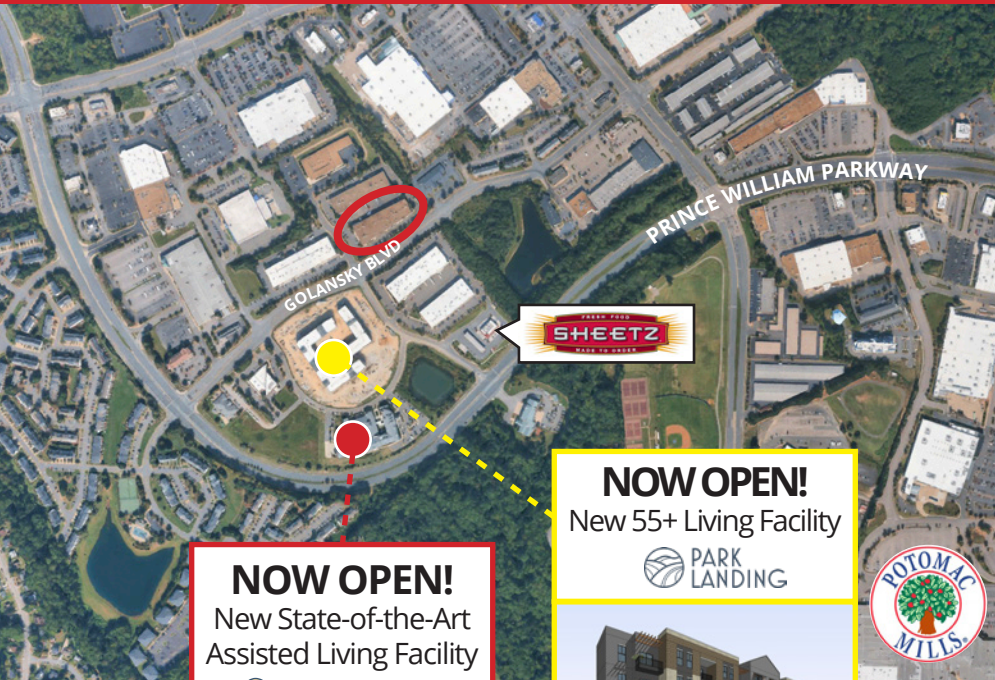 PRINCE WILLIAM PARKWAY
GOLANSKY BLVD
FRESH FOOD
SHEETZ
MADE TO ORDER
NOW OPEN!
New 55+ Living Facility
PARK
LANDING
NOW OPEN!
New State-of-the-Art
Assisted Living Facility
POTOMAC
MILLS.